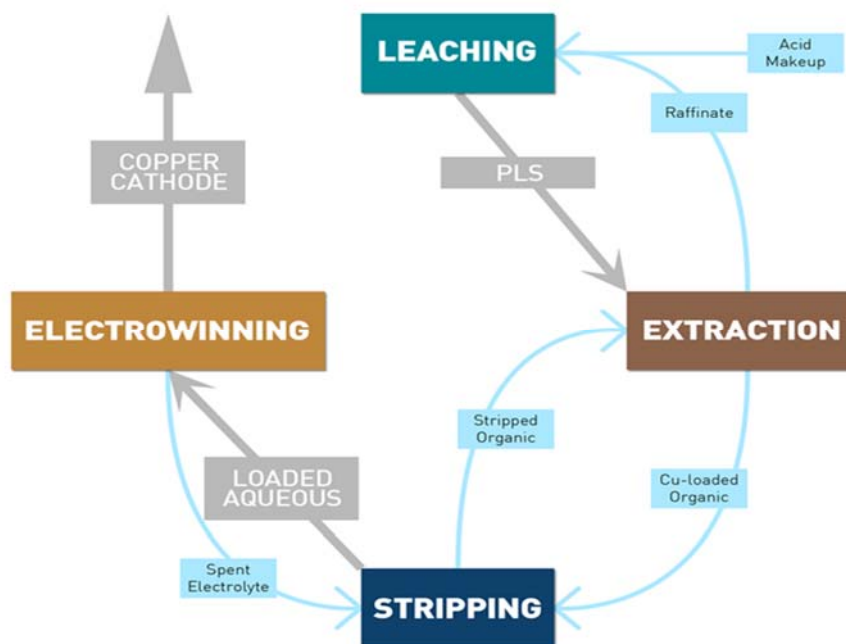 LEACHING
Acid
Makeup
Raffinate
COPPER
CATHODE
PLS
ELECTROWINNING
EXTRACTION
Stripped
Organic
LOADED
AQUEOUS
Cu-loaded
Organic
Spent
Electrolyte
STRIPPING